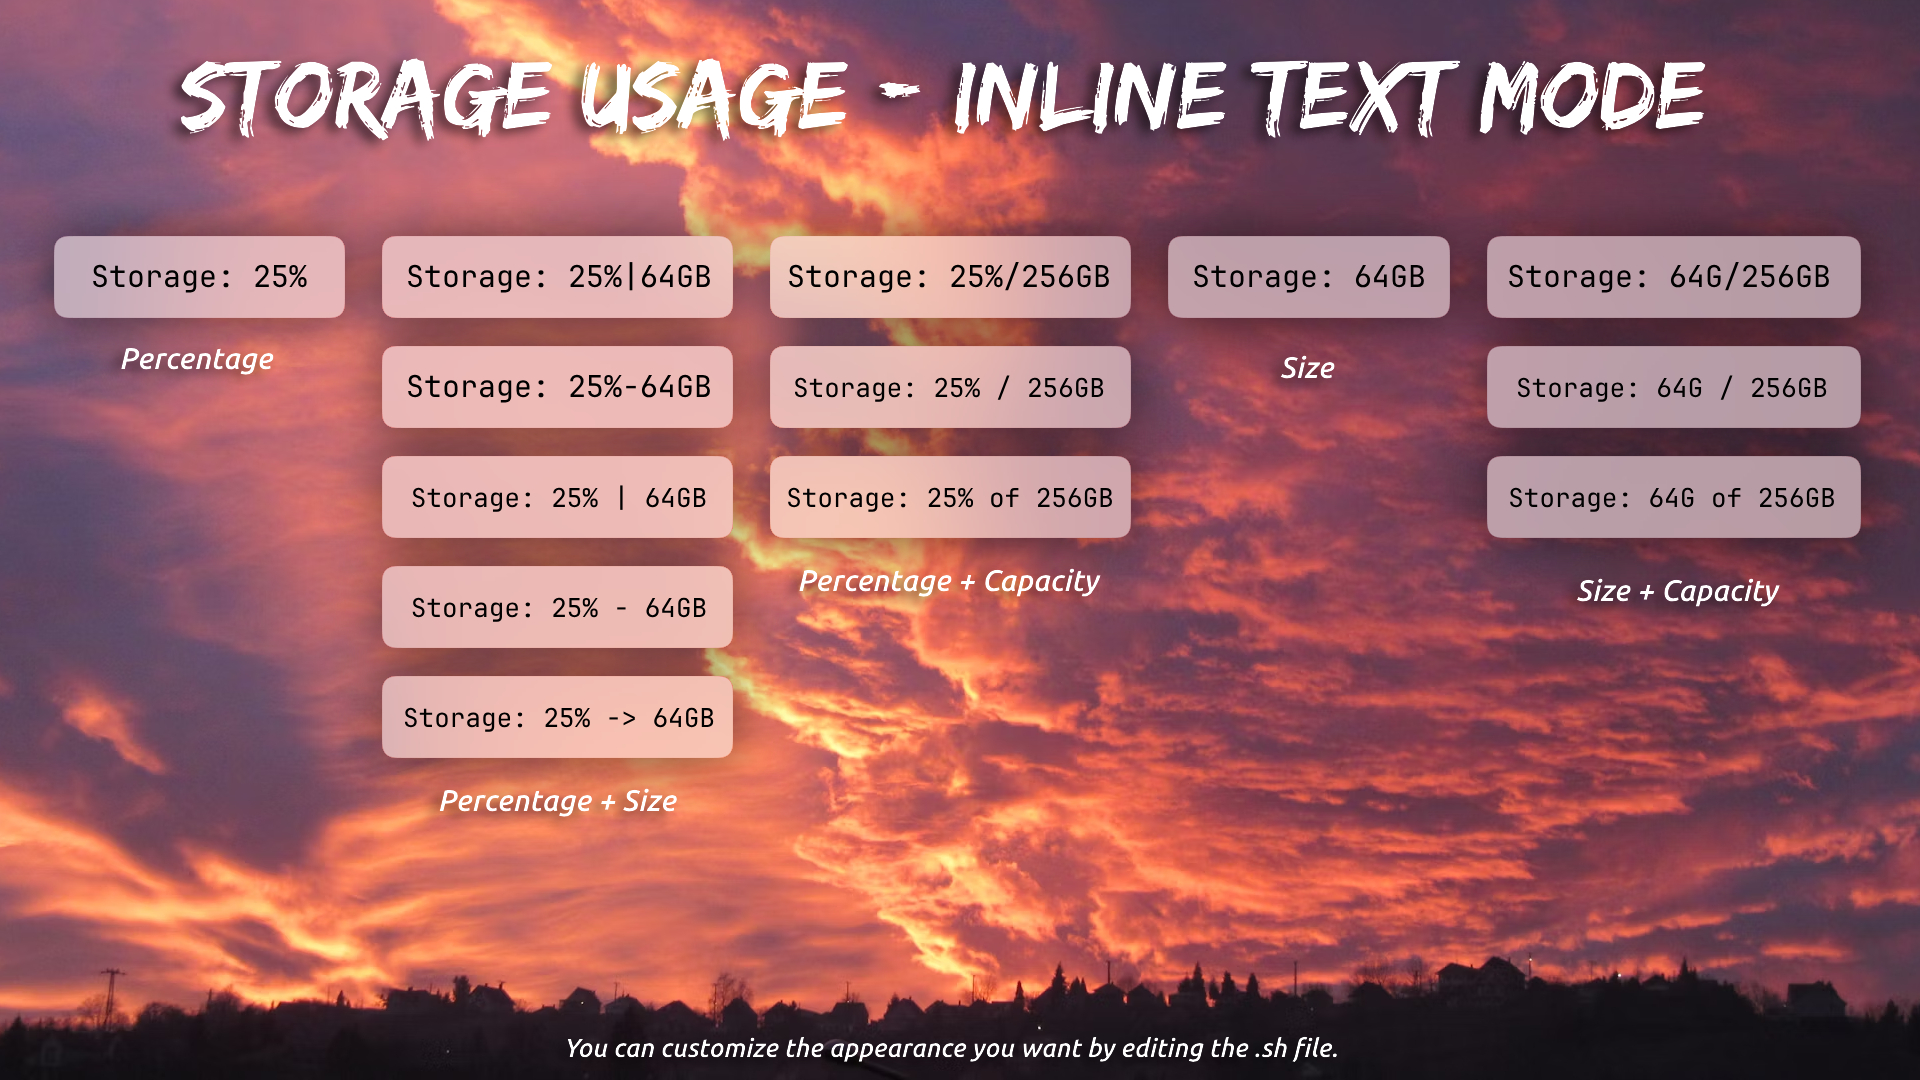 STORAGE USAGE - INLINE TEXT MODE
Storage: 25%
Percentage
Storage: 25%|64GB
Storage: 25%-64GB
Storage: 25% | 64GB
Storage: 25% - 64GB
Storage: 25% -> 64GB
Percentage + Size
Storage: 25%/256GB
Storage: 25% / 256GB
Storage: 25% of 256GB
Percentage + Capacity
Storage: 64GB
Size
Storage: 64G/256GB
Storage: 64G / 256GB
Storage: 64G of 256GB
Size + Capacity
You can customize the appearance you want by editing the .sh file.